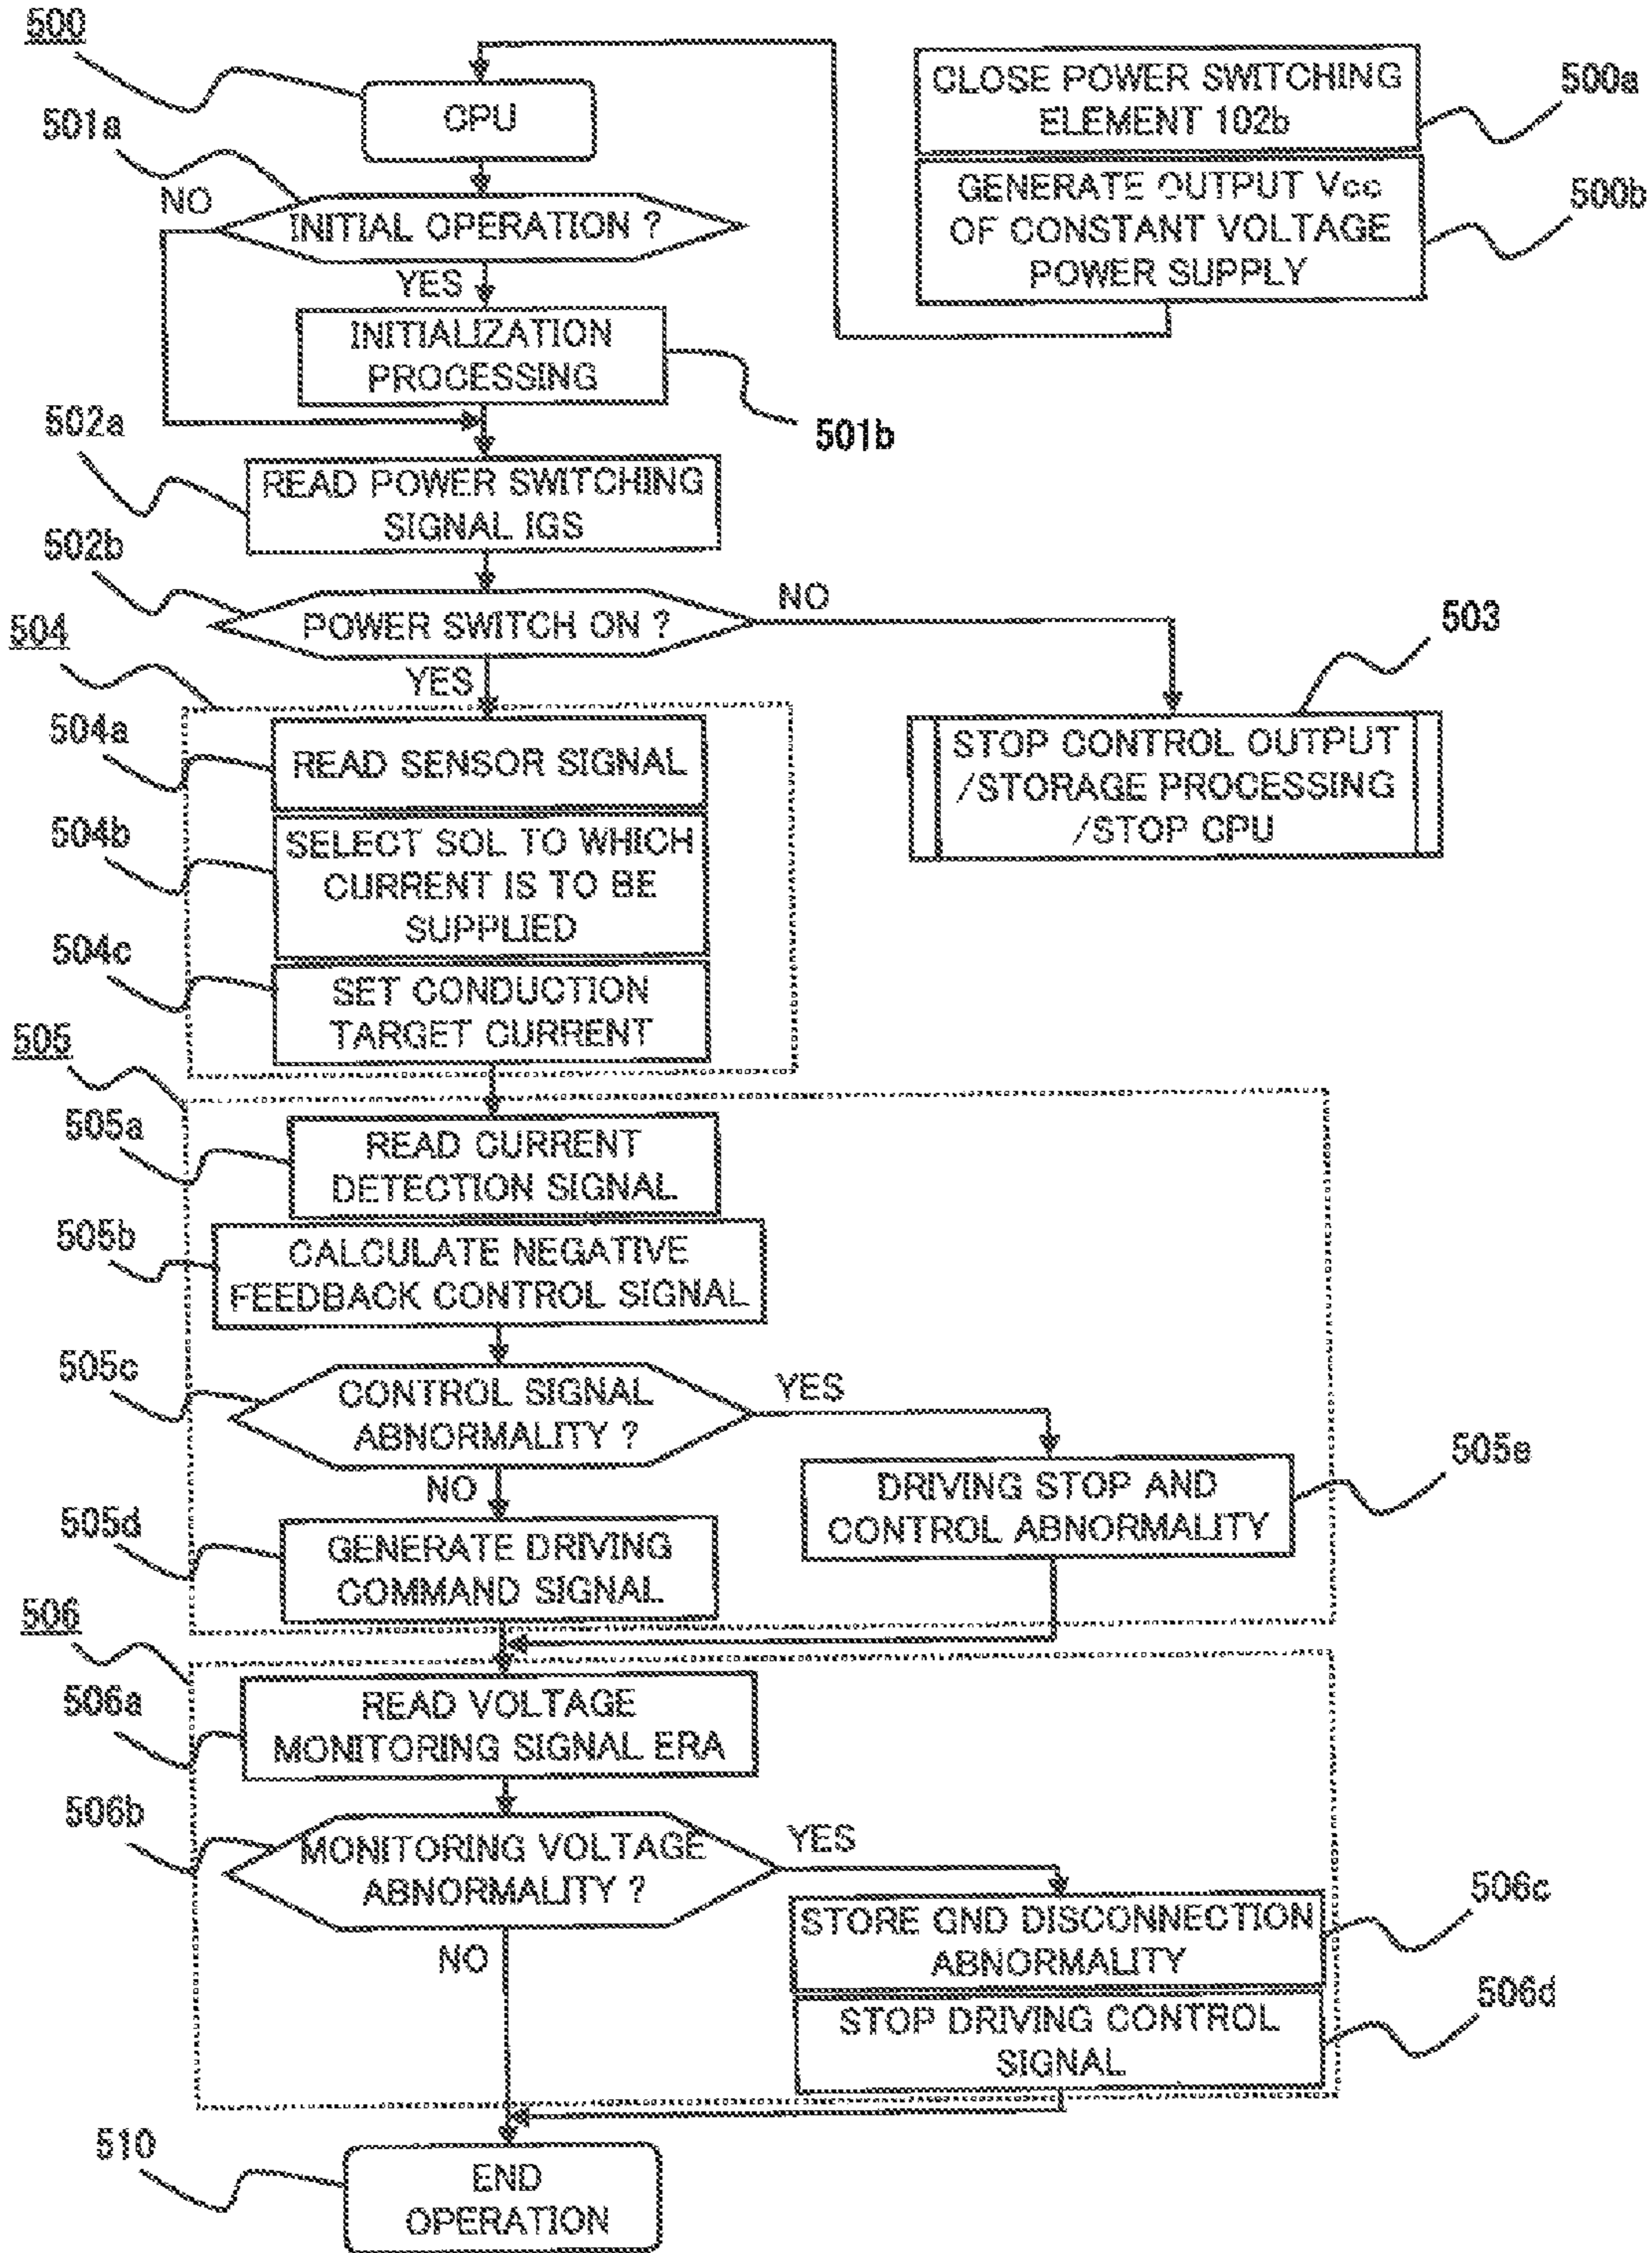 500
CPU
CLOSE POWER SWITCHING
ELEMENT 102b
500a
GENERATE OUTPUT Vcc
OF CONSTANT VOLTAGE
POWER SUPPLY
500b
501a
NO
INITIAL OPERATION ?
YES
INITIALIZATION
PROCESSING
501b
502a
READ POWER SWITCHING
SIGNAL IGS
502b
POWER SWITCH ON ?
NO
YES
503
STOP CONTROL OUTPUT
/STORAGE PROCESSING
/STOP CPU
504
504a
READ SENSOR SIGNAL
504b
SELECT SOL TO WHICH
CURRENT IS TO BE
SUPPLIED
504c
SET CONDUCTION
TARGET CURRENT
505
505a
READ CURRENT
DETECTION SIGNAL
505b
CALCULATE NEGATIVE
FEEDBACK CONTROL SIGNAL
505c
CONTROL SIGNAL
ABNORMALITY ?
YES
NO
505e
DRIVING STOP AND
CONTROL ABNORMALITY
505d
GENERATE DRIVING
COMMAND SIGNAL
506
506a
READ VOLTAGE
MONITORING SIGNAL ERA
506b
MONITORING VOLTAGE
ABNORMALITY ?
YES
NO
506c
STORE GND DISCONNECTION
ABNORMALITY
506d
STOP DRIVING CONTROL
SIGNAL
510
END
OPERATION